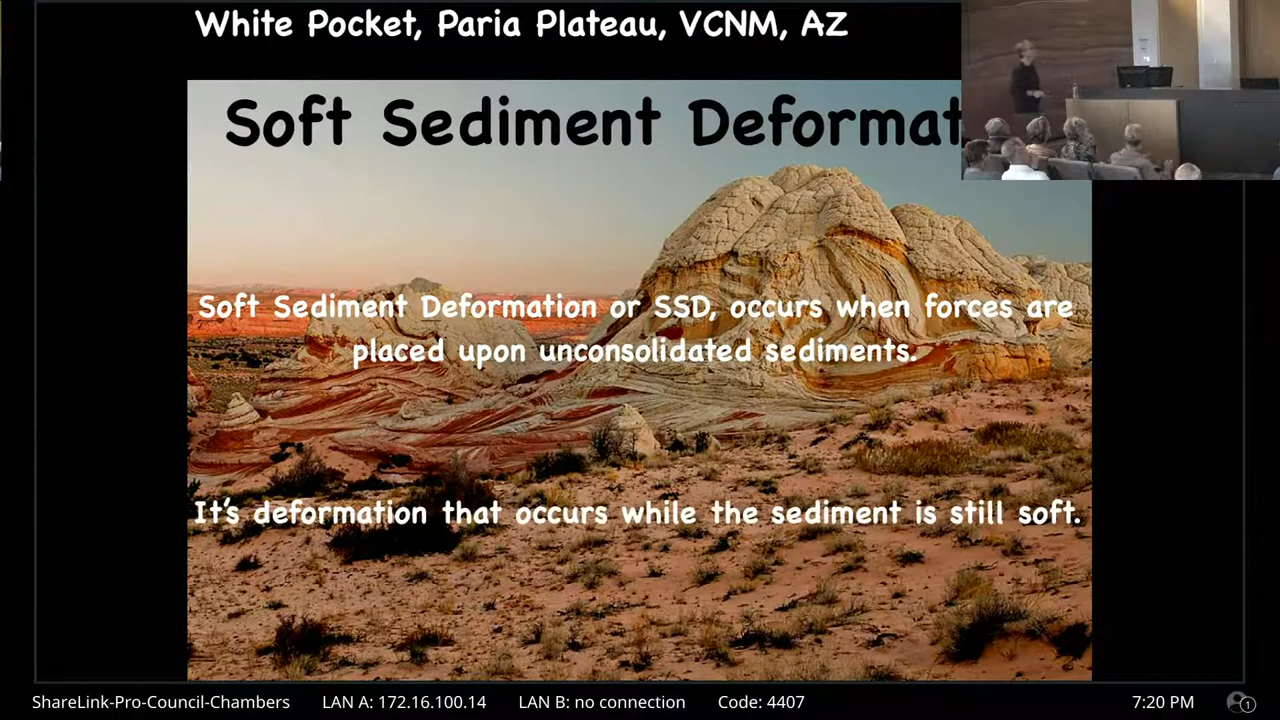 White Pocket, Paria Plateau, VCNM, AZ
Soft Sediment Deformat
Soft Sediment Deformation or SSD, occurs when forces are
placed upon unconsolidated sediments.
It's deformation that occurs while the sediment is still soft.
ShareLink-Pro-Council-Chambers LAN A: 172.16.100.14 LAN B: no connection Code: 4407 7:20 PM 1